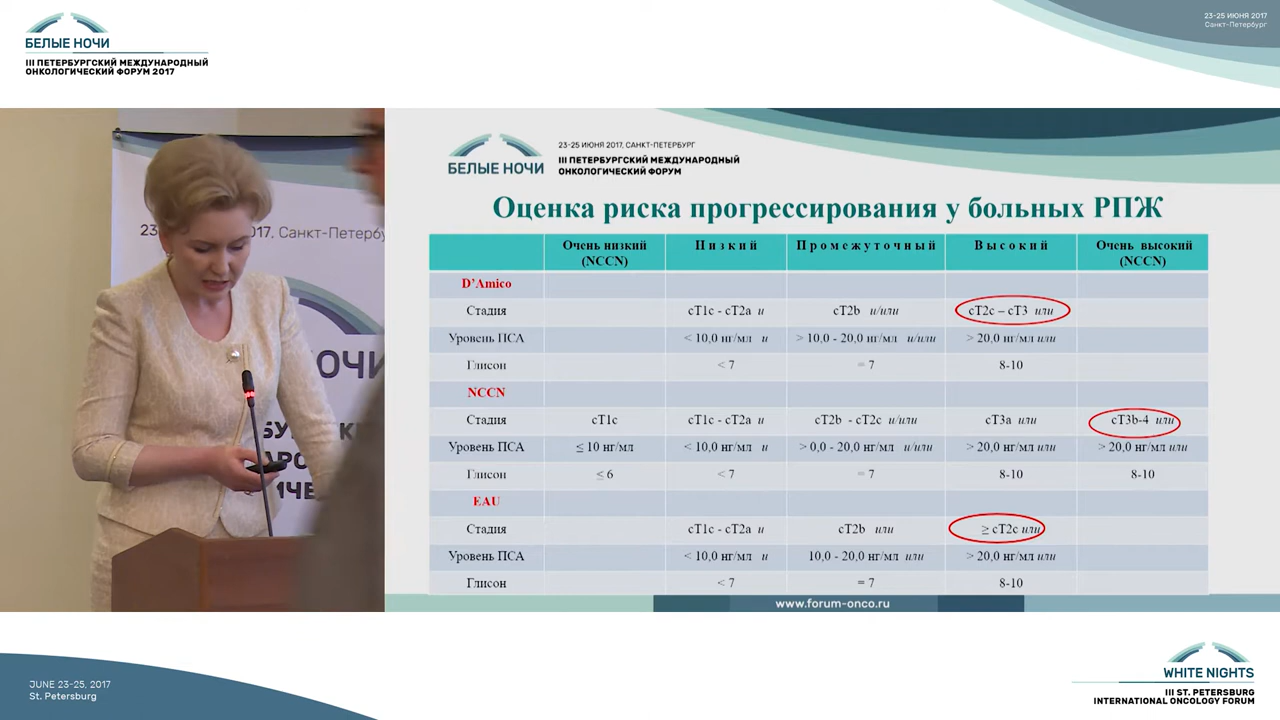 БЕЛЫЕ НОЧИ
III ПЕТЕРБУРГСКИЙ МЕЖДУНАРОДНЫЙ
ОНКОЛОГИЧЕСКИЙ ФОРУМ 2017
23-25 ИЮНЯ 2017
Санкт-Петербург
23-25 ИЮНЯ 2017, САНКТ-ПЕТЕРБУРГ
БЕЛЫЕ НОЧИ
III ПЕТЕРБУРГСКИЙ МЕЖДУНАРОДНЫЙ
ОНКОЛОГИЧЕСКИЙ ФОРУМ
Оценка риска прогрессирования у больных РПЖ
Очень низкий (NCCN) Низкий Промежуточный Высокий Очень высокий (NCCN)
D’Amico
Стадия cT1c - cT2a и cT2b и/или cT2c – cT3 или
Уровень ПСА < 10,0 нг/мл и > 10,0 - 20,0 нг/мл и/или > 20,0 нг/мл или
Глисон < 7 = 7 8-10
NCCN
Стадия cT1c cT1c - cT2a и cT2b - cT2c и/или cT3a или cT3b-4 или
Уровень ПСА ≤ 10 нг/мл < 10,0 нг/мл и > 0,0 - 20,0 нг/мл и/или > 20,0 нг/мл или > 20,0 нг/мл или
Глисон ≤ 6 < 7 = 7 8-10 8-10
EAU
Стадия cT1c - cT2a и cT2b или ≥ cT2c или
Уровень ПСА < 10,0 нг/мл и 10,0 - 20,0 нг/мл или > 20,0 нг/мл или
Глисон < 7 = 7 8-10
www.forum-onco.ru
JUNE 23-25, 2017
St. Petersburg
WHITE NIGHTS
III ST. PETERSBURG
INTERNATIONAL ONCOLOGY FORUM